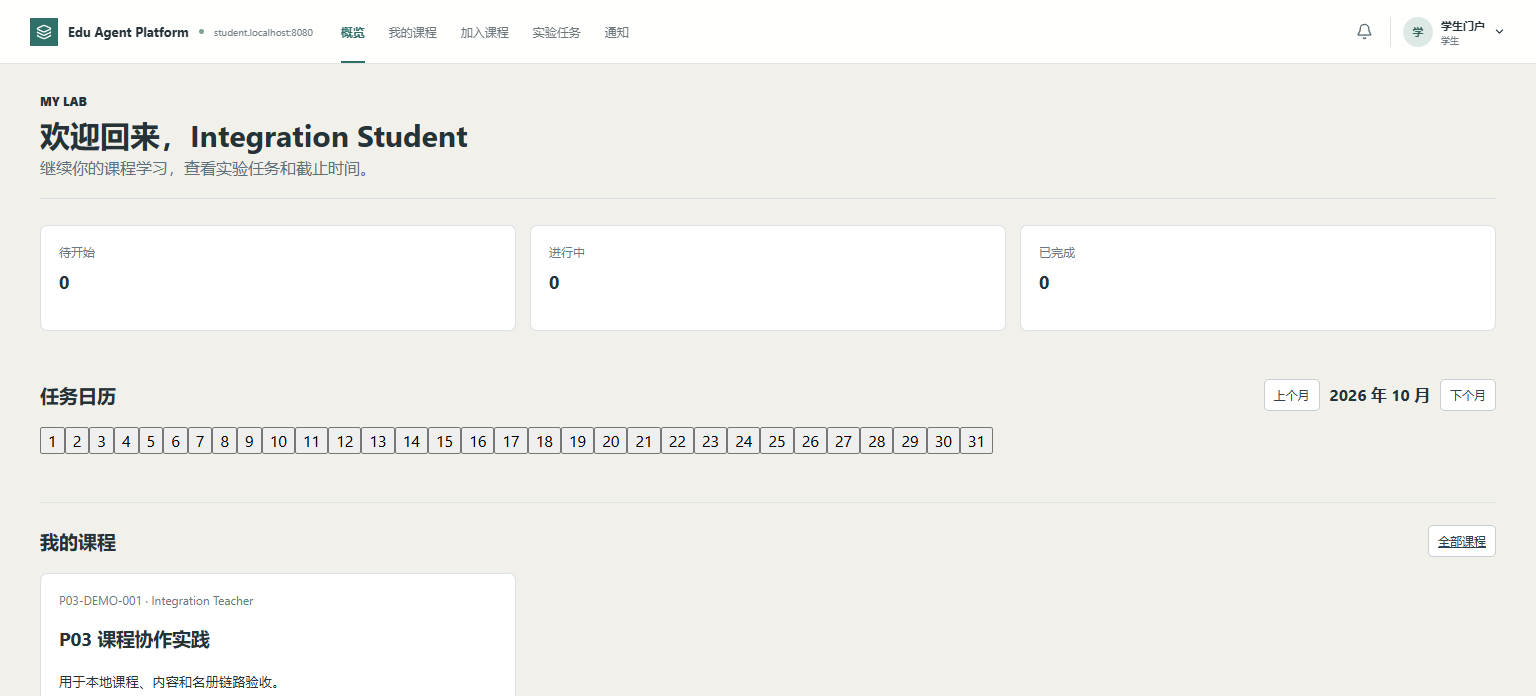 Edu Agent Platform • student.localhost:8080 概览 我的课程 加入课程 实验任务 通知 学 学生门户
学生
MY LAB
欢迎回来，Integration Student
继续你的课程学习，查看实验任务和截止时间。
待开始 进行中 已完成
0 0 0
任务日历 上个月 2026 年 10 月 下个月
1 2 3 4 5 6 7 8 9 10 11 12 13 14 15 16 17 18 19 20 21 22 23 24 25 26 27 28 29 30 31
我的课程 全部课程
P03-DEMO-001 · Integration Teacher
P03 课程协作实践
用于本地课程、内容和名册链路验收。